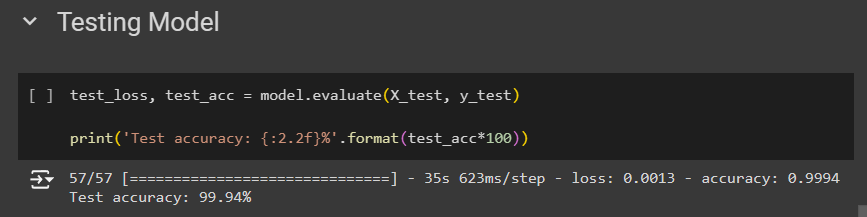 Testing Model
[ ] test_loss, test_acc = model.evaluate(X_test, y_test)
print('Test accuracy: {:2.2f}%'.format(test_acc*100))
57/57 [==============================] - 35s 623ms/step - loss: 0.0013 - accuracy: 0.9994
Test accuracy: 99.94%